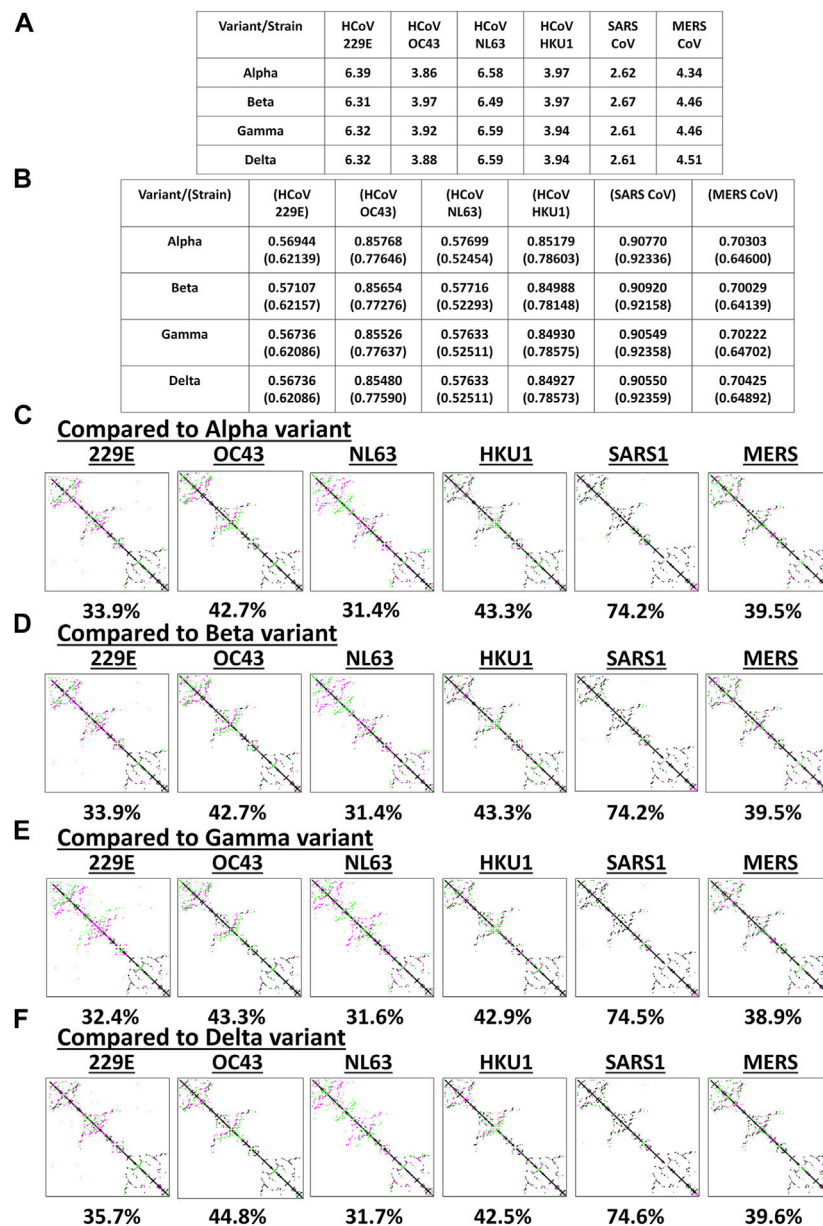 A
Variant/Strain HCoV 229E HCoV OC43 HCoV NL63 HCoV HKU1 SARS CoV MERS CoV
Alpha 6.39 3.86 6.58 3.97 2.62 4.34
Beta 6.31 3.97 6.49 3.97 2.67 4.46
Gamma 6.32 3.92 6.59 3.94 2.61 4.46
Delta 6.32 3.88 6.59 3.94 2.61 4.51
B
Variant/(Strain) (HCoV 229E) (HCoV OC43) (HCoV NL63) (HCoV HKU1) (SARS CoV) (MERS CoV)
Alpha 0.56944 0.85768 0.57699 0.85179 0.90770 0.70303
(0.62139) (0.77646) (0.52454) (0.78603) (0.92336) (0.64600)
Beta 0.57107 0.85654 0.57716 0.84988 0.90920 0.70029
(0.62157) (0.77276) (0.52293) (0.78148) (0.92158) (0.64139)
Gamma 0.56736 0.85526 0.57633 0.84930 0.90549 0.70222
(0.62086) (0.77637) (0.52511) (0.78575) (0.92358) (0.64702)
Delta 0.56736 0.85480 0.57633 0.84927 0.90550 0.70425
(0.62086) (0.77590) (0.52511) (0.78573) (0.92359) (0.64892)
C Compared to Alpha variant
229E OC43 NL63 HKU1 SARS1 MERS
33.9% 42.7% 31.4% 43.3% 74.2% 39.5%
D Compared to Beta variant
229E OC43 NL63 HKU1 SARS1 MERS
33.9% 42.7% 31.4% 43.3% 74.2% 39.5%
E Compared to Gamma variant
229E OC43 NL63 HKU1 SARS1 MERS
32.4% 43.3% 31.6% 42.9% 74.5% 38.9%
F Compared to Delta variant
229E OC43 NL63 HKU1 SARS1 MERS
35.7% 44.8% 31.7% 42.5% 74.6% 39.6%